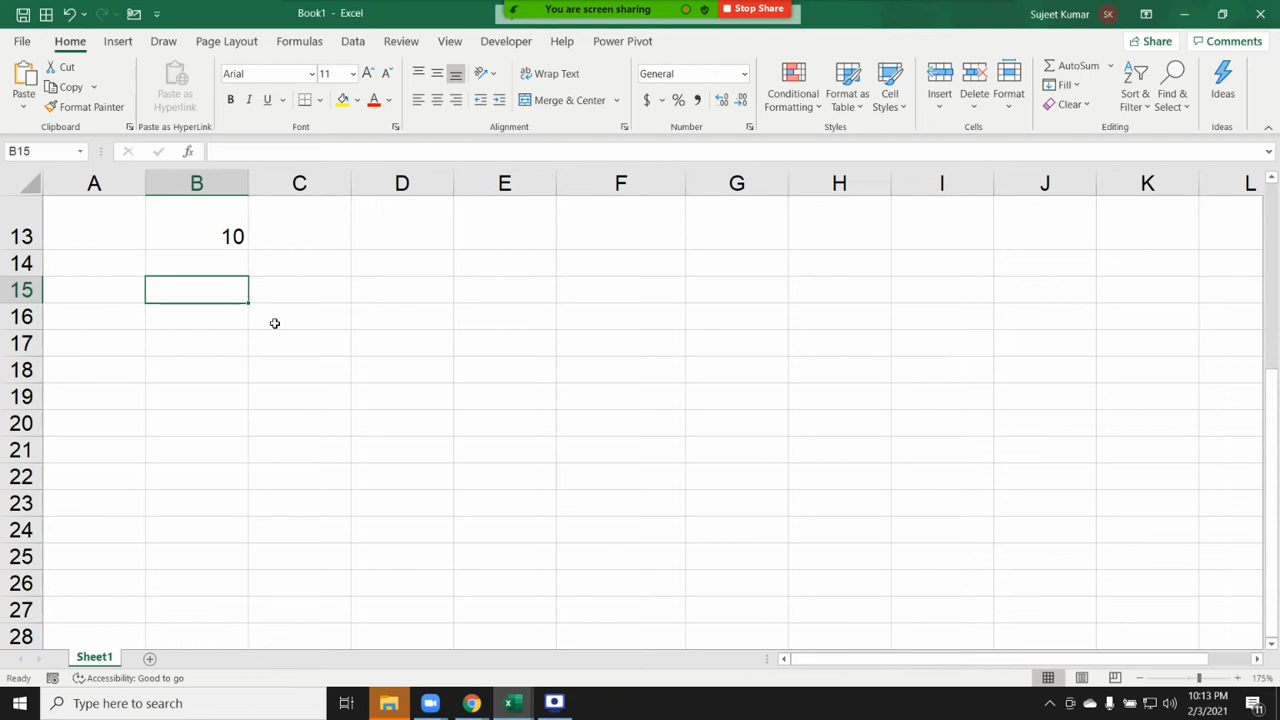 Book1 - Excel
You are screen sharing
Stop Share
Sujeet Kumar
SK
File Home Insert Draw Page Layout Formulas Data Review View Developer Help Power Pivot
Share Comments
Paste
Cut
Copy
Format Painter
Clipboard
Paste as
Hyperlink
Paste as HyperLink
Arial 11
B I U
Font
Wrap Text
Merge & Center
Alignment
General
$ % ,
Number
Conditional
Formatting
Format as
Table
Cell
Styles
Styles
Insert Delete Format
Cells
AutoSum
Fill
Clear
Sort &
Filter
Find &
Select
Editing
Ideas
Ideas
B15 fx
A B C D E F G H I J K L
13 10
14
15
16
17
18
19
20
21
22
23
24
25
26
27
28
Sheet1
Ready Accessibility: Good to go 175%
Type here to search
10:13 PM
2/3/2021
11